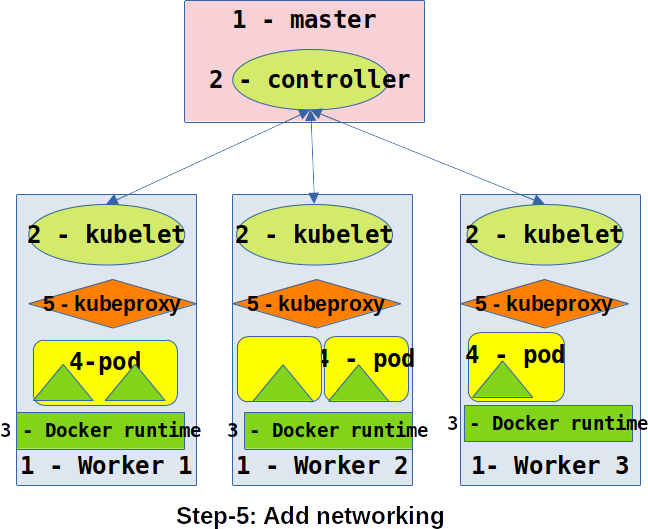 1 - master
2 - controller
2 - kubelet
2 - kubelet
2 - kubelet
5 - kubeproxy
5 - kubeproxy
5 - kubeproxy
4-pod
4 - pod
4 - pod
3 - Docker runtime
3 - Docker runtime
3 - Docker runtime
1 - Worker 1
1 - Worker 2
1- Worker 3
Step-5: Add networking